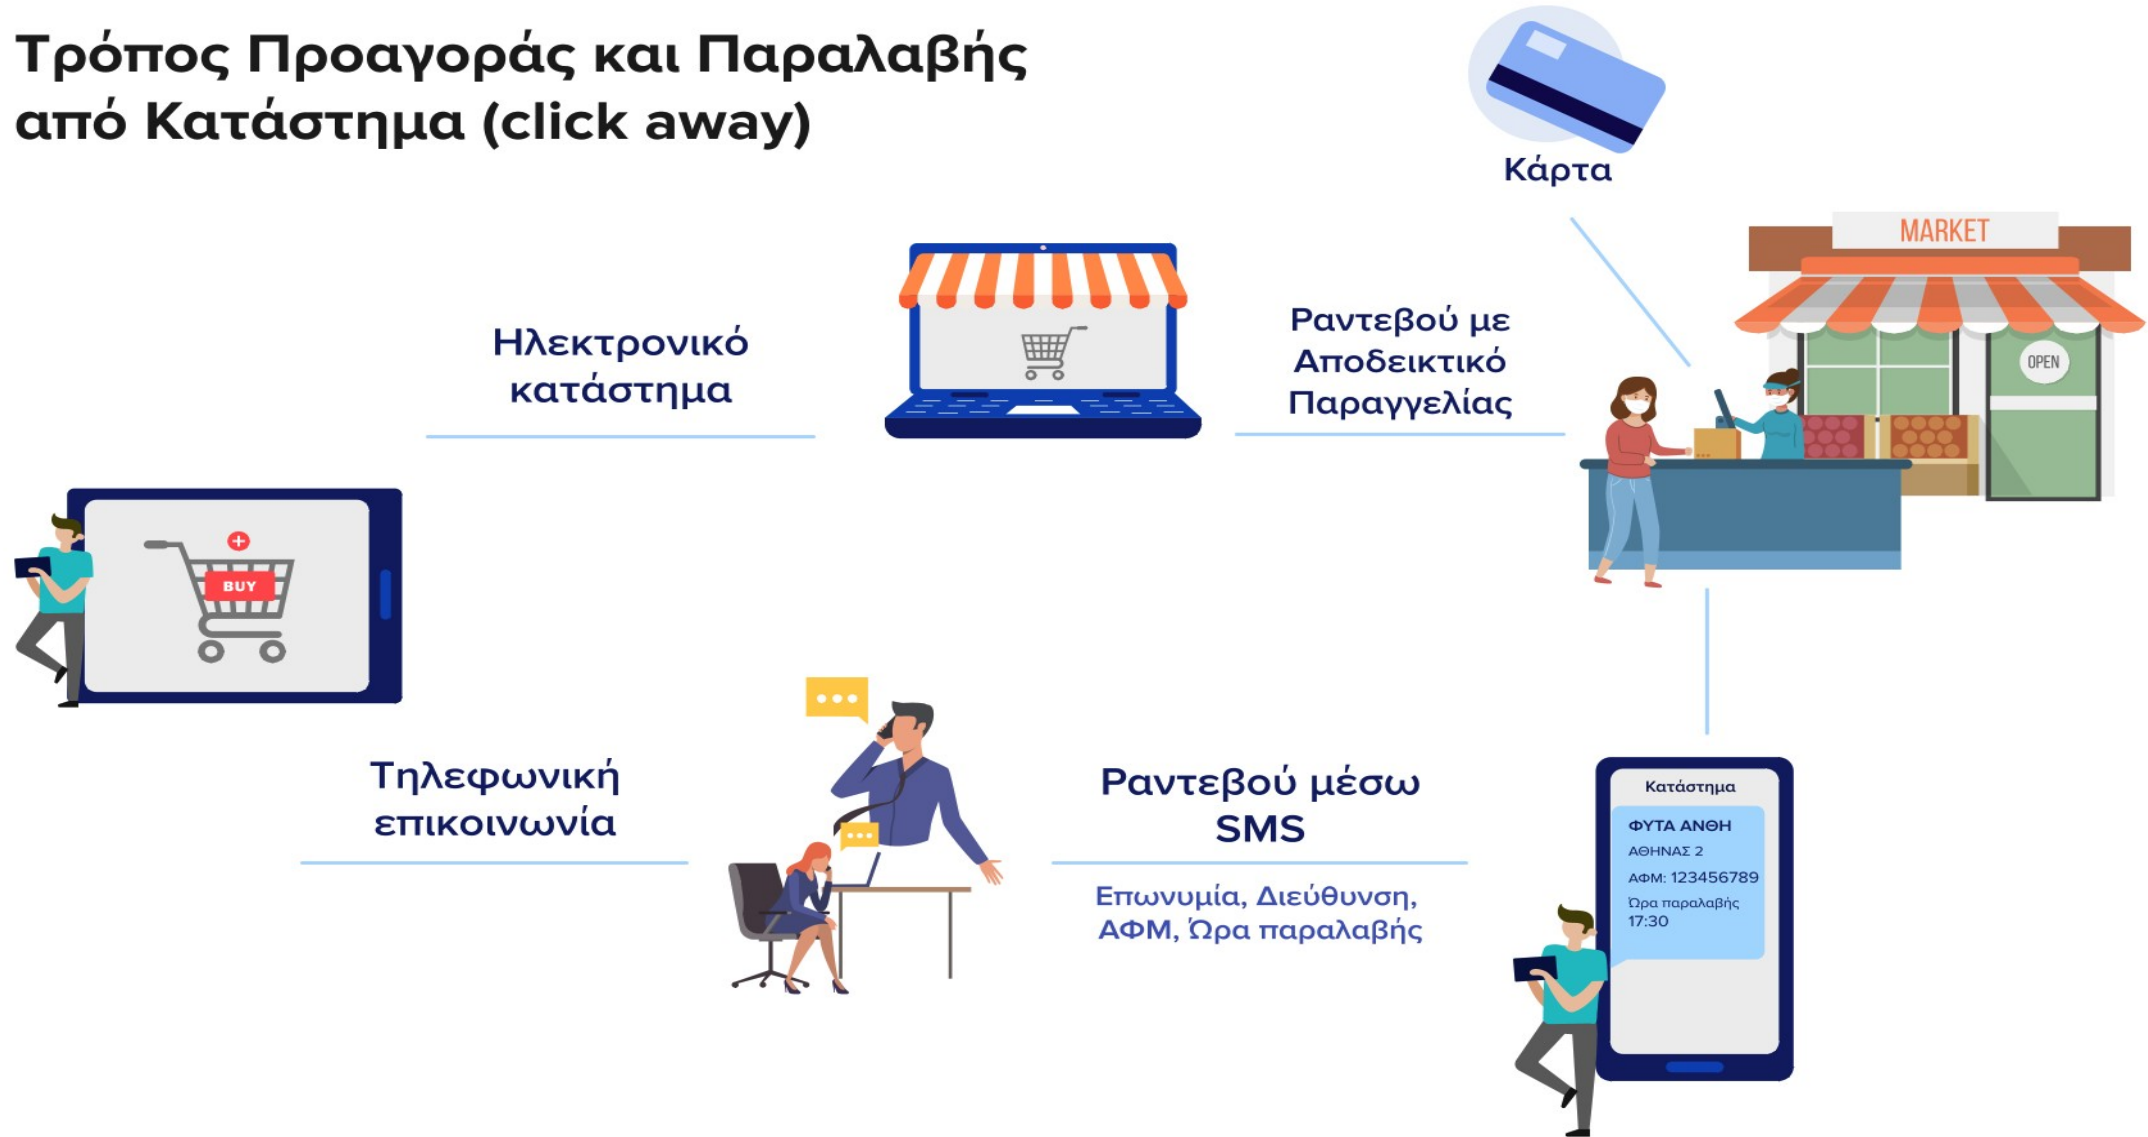 Τρόπος Προαγοράς και Παραλαβής
από Κατάστημα (click away)
Κάρτα
MARKET
OPEN
Ηλεκτρονικό
κατάστημα
Ραντεβού με
Αποδεικτικό
Παραγγελίας
BUY
Τηλεφωνική
επικοινωνία
Ραντεβού μέσω
SMS
Επωνυμία, Διεύθυνση,
ΑΦΜ, Ώρα παραλαβής
Κατάστημα
ΦΥΤΑ ΑΝΘΗ
ΑΘΗΝΑΣ 2
ΑΦΜ: 123456789
Ώρα παραλαβής
17:30